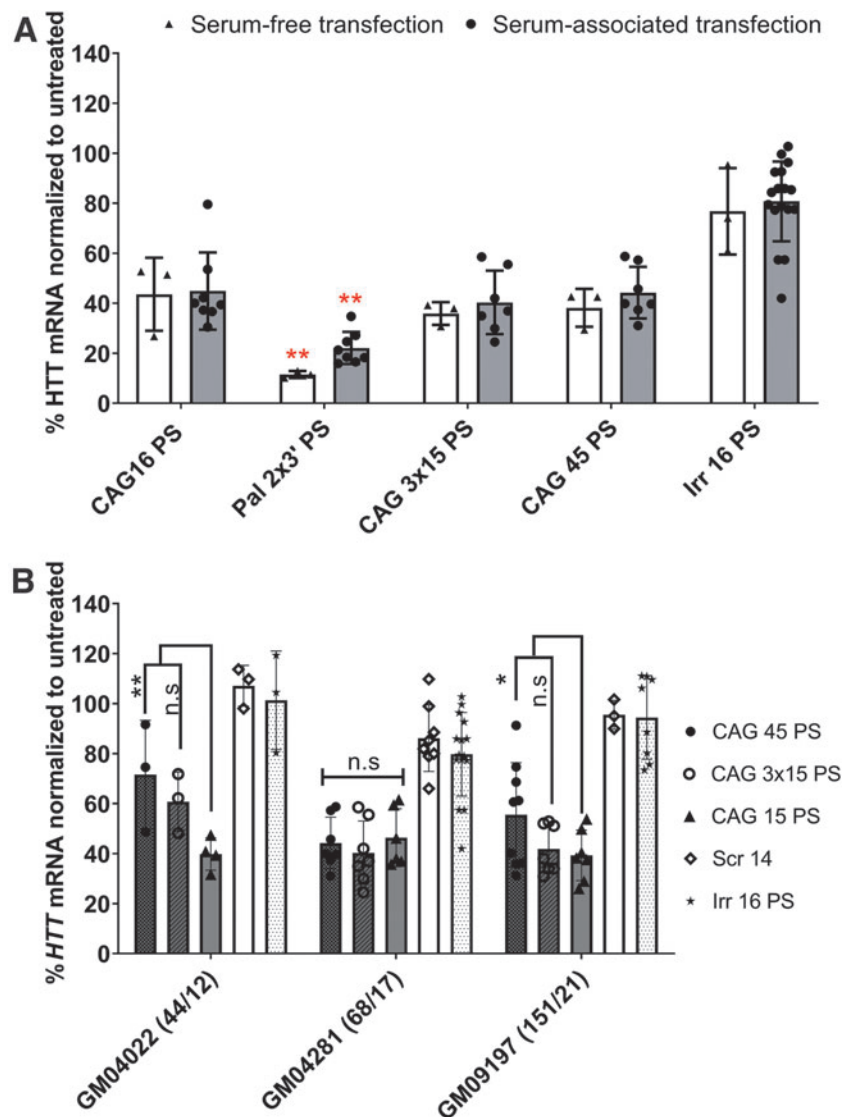 A
▲ Serum-free transfection ● Serum-associated transfection
% HTT mRNA normalized to untreated
140
120
100
80
60
40
20
0
**
**
CAG16 PS
Pal 2x3' PS
CAG 3x15 PS
CAG 45 PS
Irr 16 PS
B
%HTT mRNA normalized to untreated
140
120
100
80
60
40
20
0
**
n.s
n.s
*
n.s
CAG 45 PS
CAG 3x15 PS
CAG 15 PS
Scr 14
Irr 16 PS
GM04022 (44/12)
GM04281 (68/17)
GM09197 (151/21)